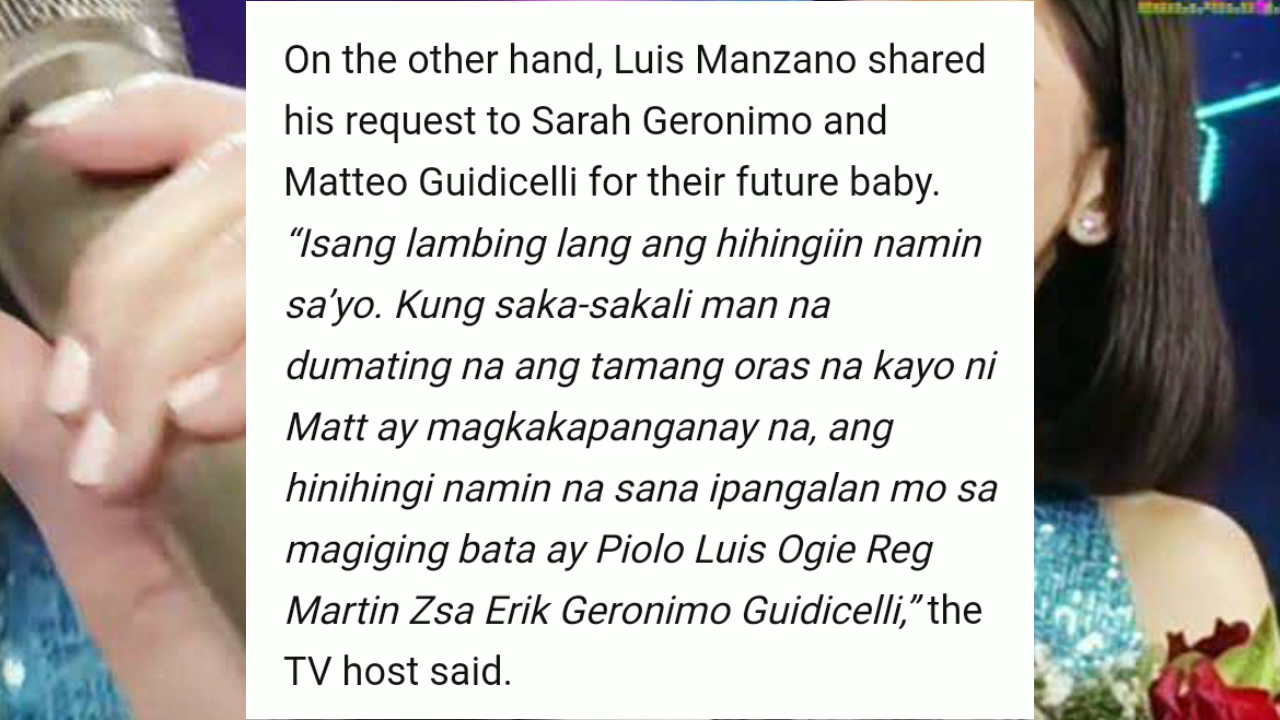 On the other hand, Luis Manzano shared
his request to Sarah Geronimo and
Matteo Guidicelli for their future baby.
“Isang lambing lang ang hihingiin namin
sa’yo. Kung saka-sakali man na
dumating na ang tamang oras na kayo ni
Matt ay magkakapanganay na, ang
hinihingi namin na sana ipangalan mo sa
magiging bata ay Piolo Luis Ogie Reg
Martin Zsa Erik Geronimo Guidicelli,” the
TV host said.